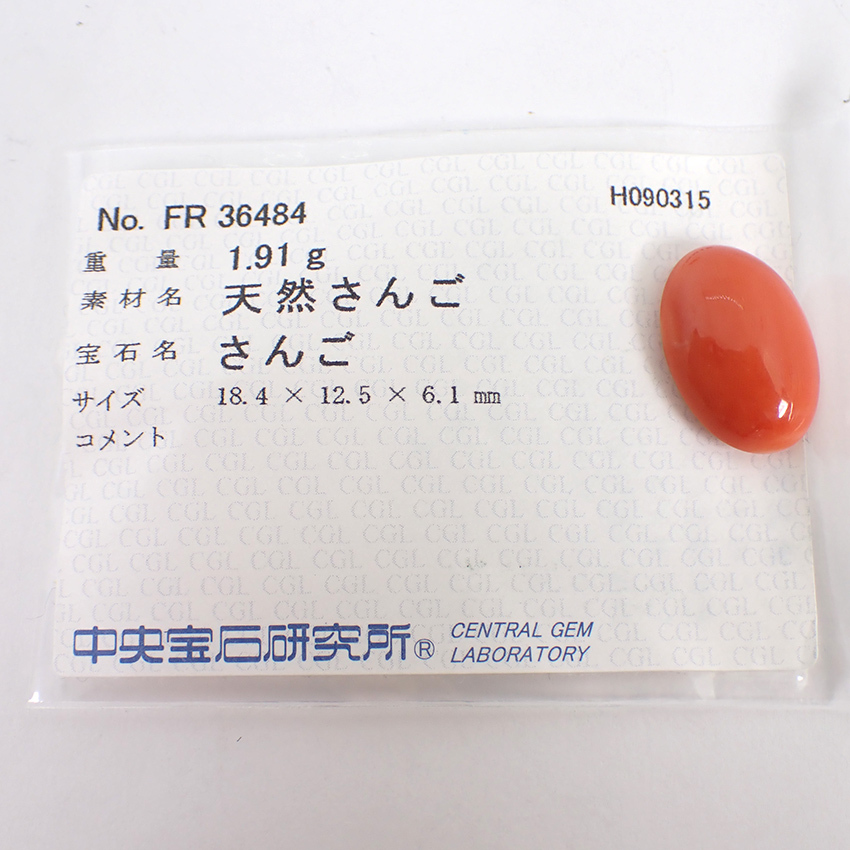 No. FR 36484
H090315
重 量 1.91 g
素材名 天然さんご
宝石名 さんご
サイズ 18.4 × 12.5 × 6.1 mm
コメント
中央宝石研究所® CENTRAL GEM
LABORATORY